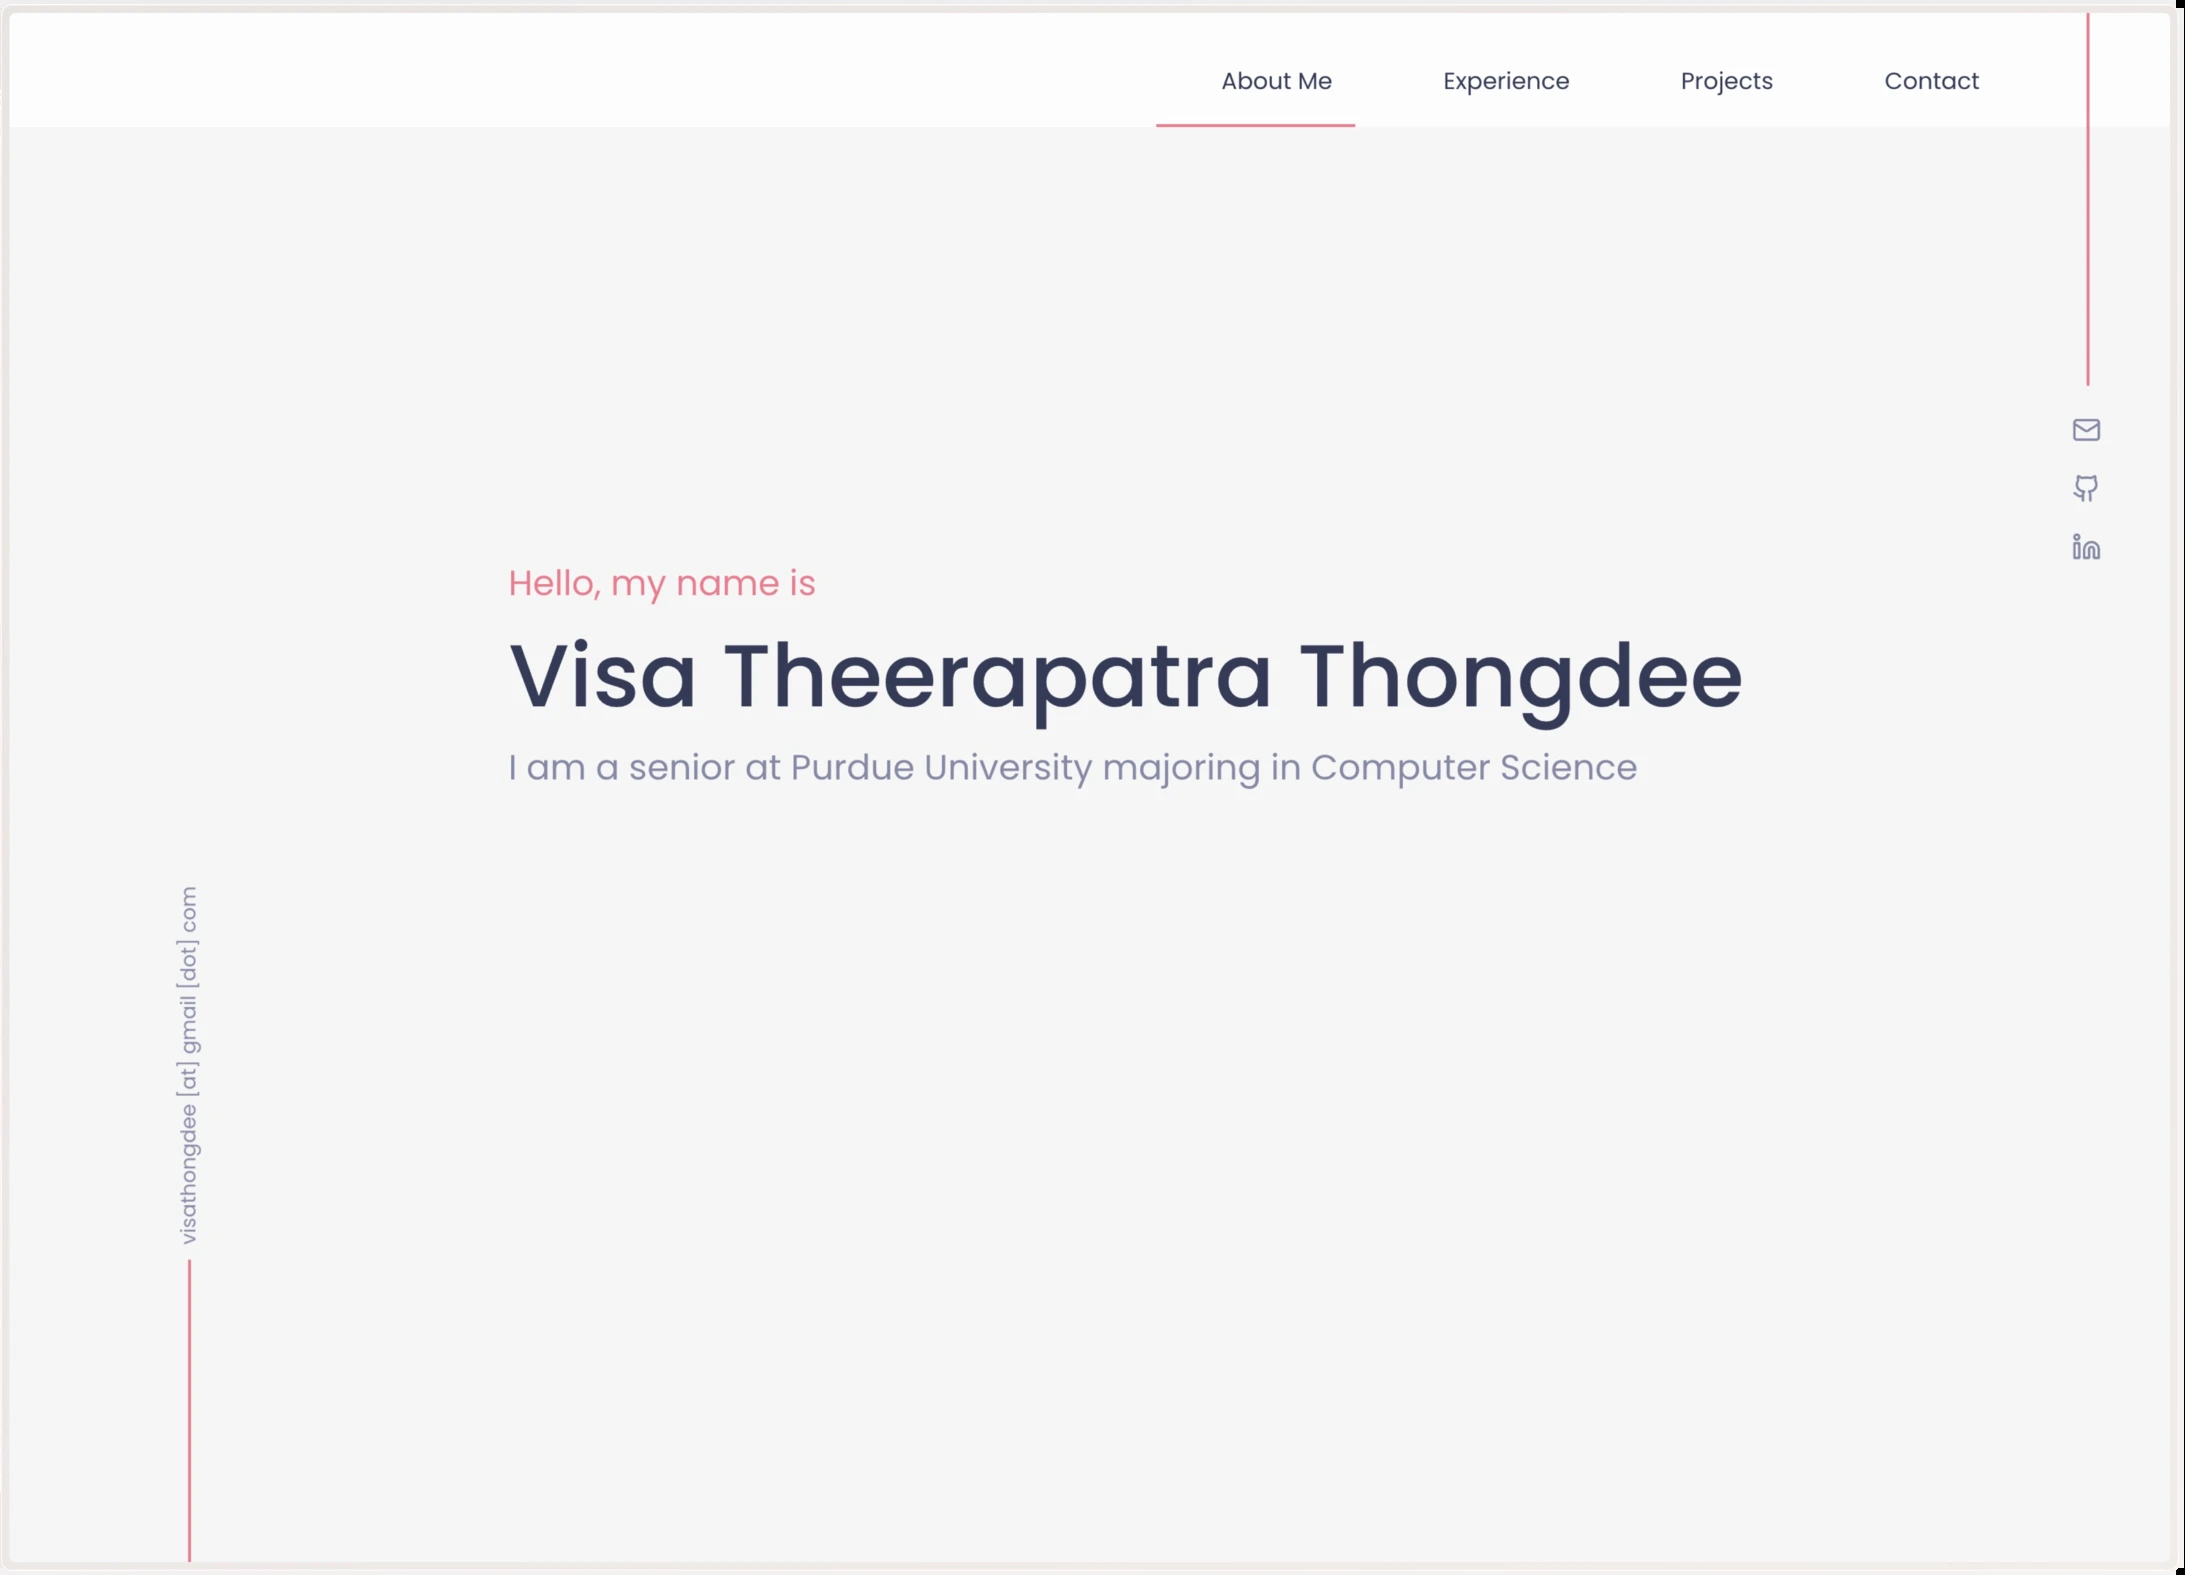 About Me Experience Projects Contact
Hello, my name is
Visa Theerapatra Thongdee
I am a senior at Purdue University majoring in Computer Science
visathongdee [at] gmail [dot] com